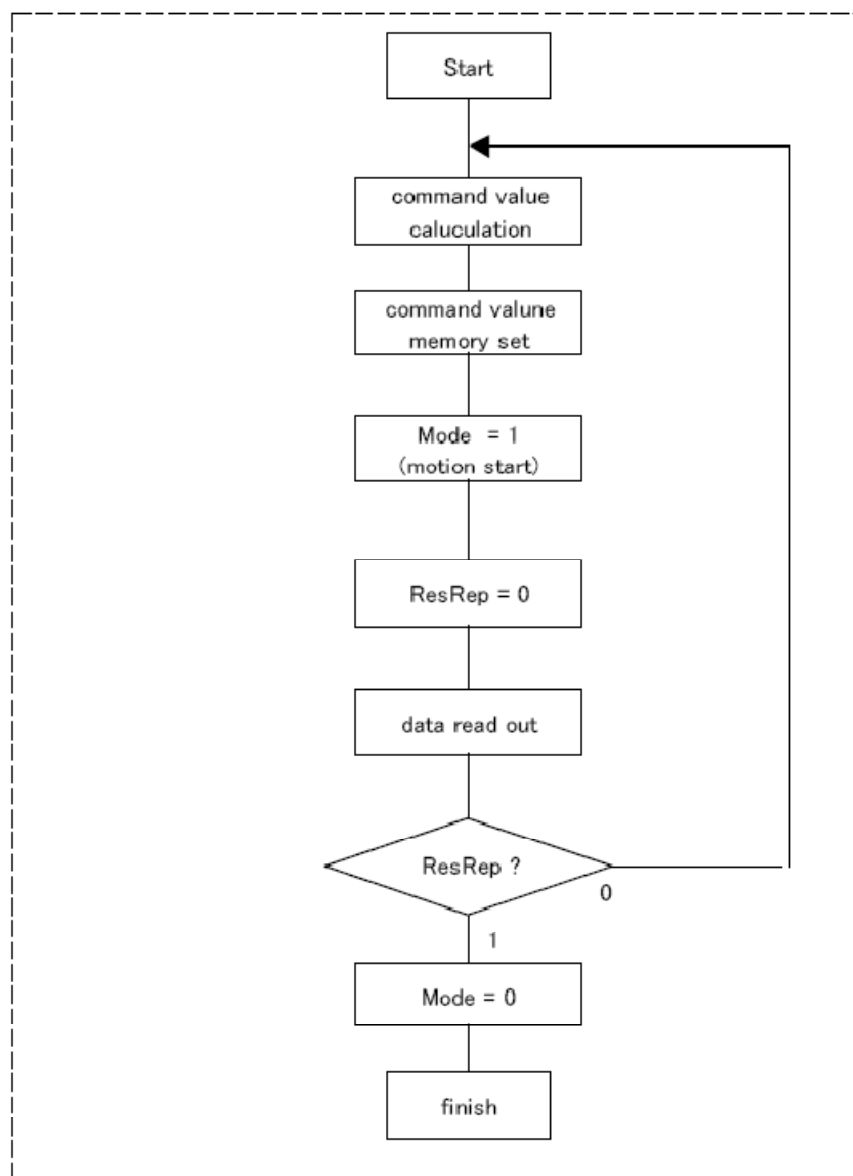 Start
command value
caluculation
command valune
memory set
Mode = 1
(motion start)
ResRep = 0
data read out
ResRep ?
0
1
Mode = 0
finish